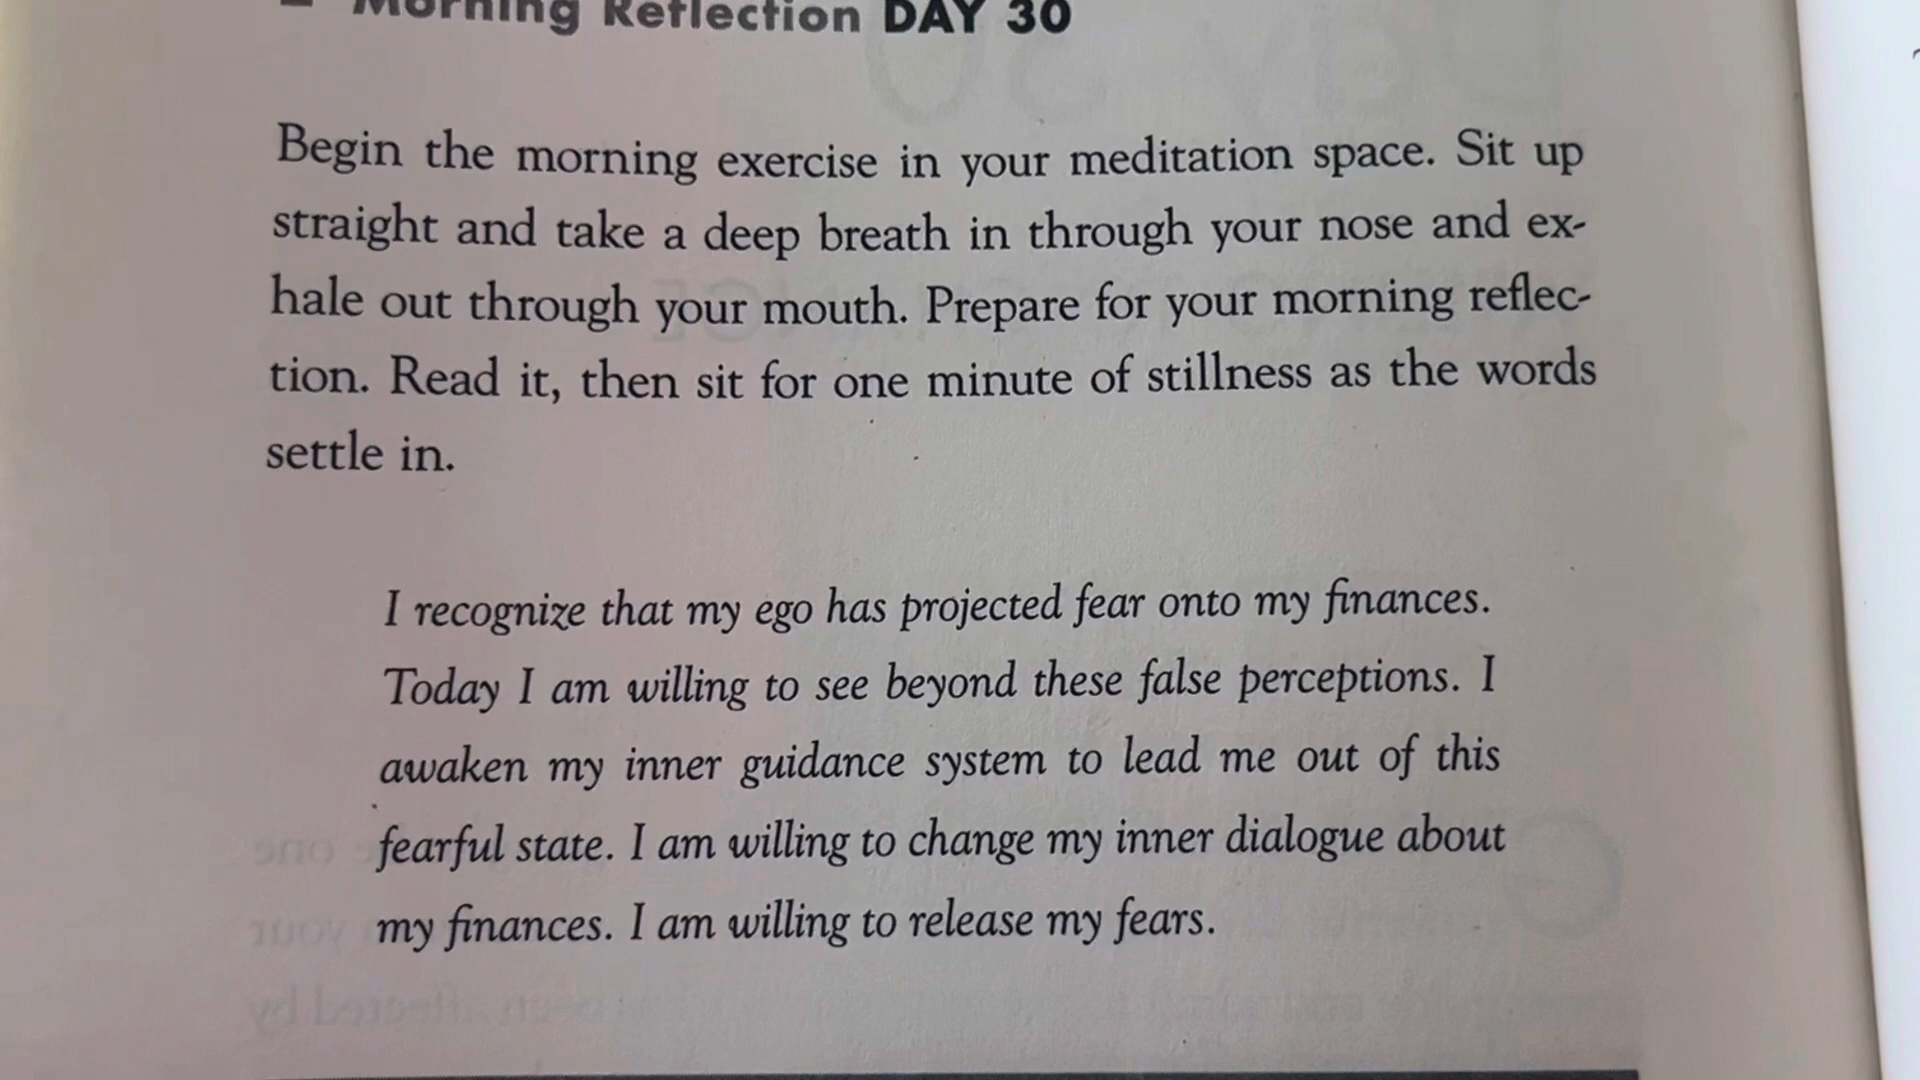 Morning Reflection DAY 30
Begin the morning exercise in your meditation space. Sit up
straight and take a deep breath in through your nose and ex-
hale out through your mouth. Prepare for your morning reflec-
tion. Read it, then sit for one minute of stillness as the words
settle in.
I recognize that my ego has projected fear onto my finances.
Today I am willing to see beyond these false perceptions. I
awaken my inner guidance system to lead me out of this
fearful state. I am willing to change my inner dialogue about
my finances. I am willing to release my fears.